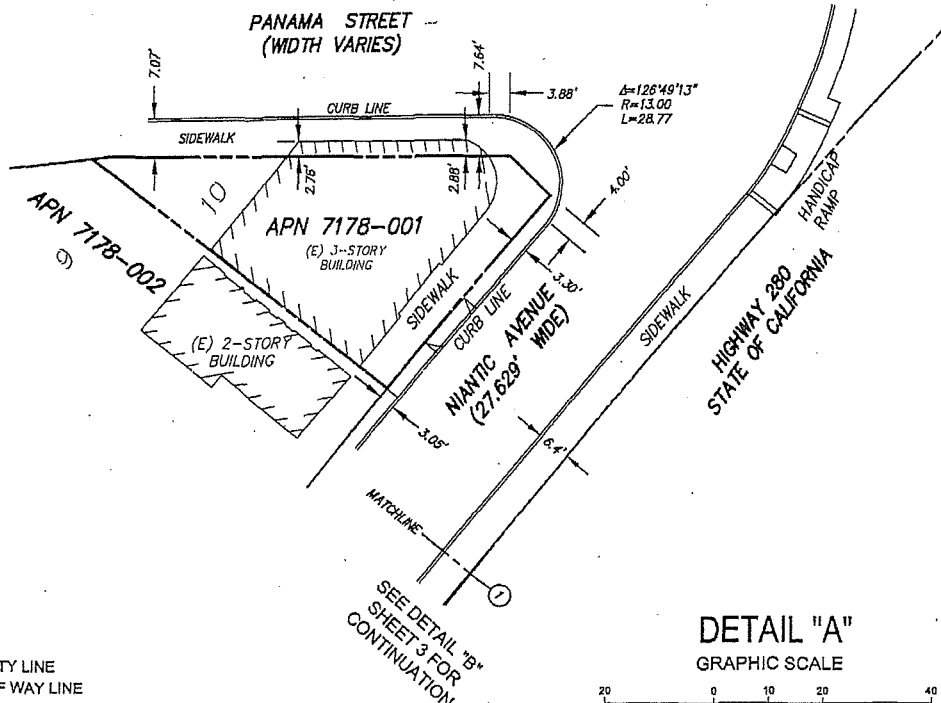 PANAMA STREET
(WIDTH VARIES)
7.07'
7.64'
3.88'
Δ=126°49'13"
R=13.00
L=28.77
CURB LINE
SIDEWALK
2.76'
2.88'
4.00'
3.30'
10
APN 7178-001
(E) 3-STORY
BUILDING
APN 7178-002
9
(E) 2-STORY
BUILDING
SIDEWALK
CURB LINE
NIANTIC AVENUE
(27.629' WIDE)
3.05'
SIDEWALK
HANDICAP
RAMP
HIGHWAY 280
STATE OF CALIFORNIA
6.4'
MATCHLINE
1
SEE DETAIL "B"
SHEET 3 FOR
CONTINUATION
DETAIL "A"
GRAPHIC SCALE
20 0 10 20 40
TY LINE
F WAY LINE